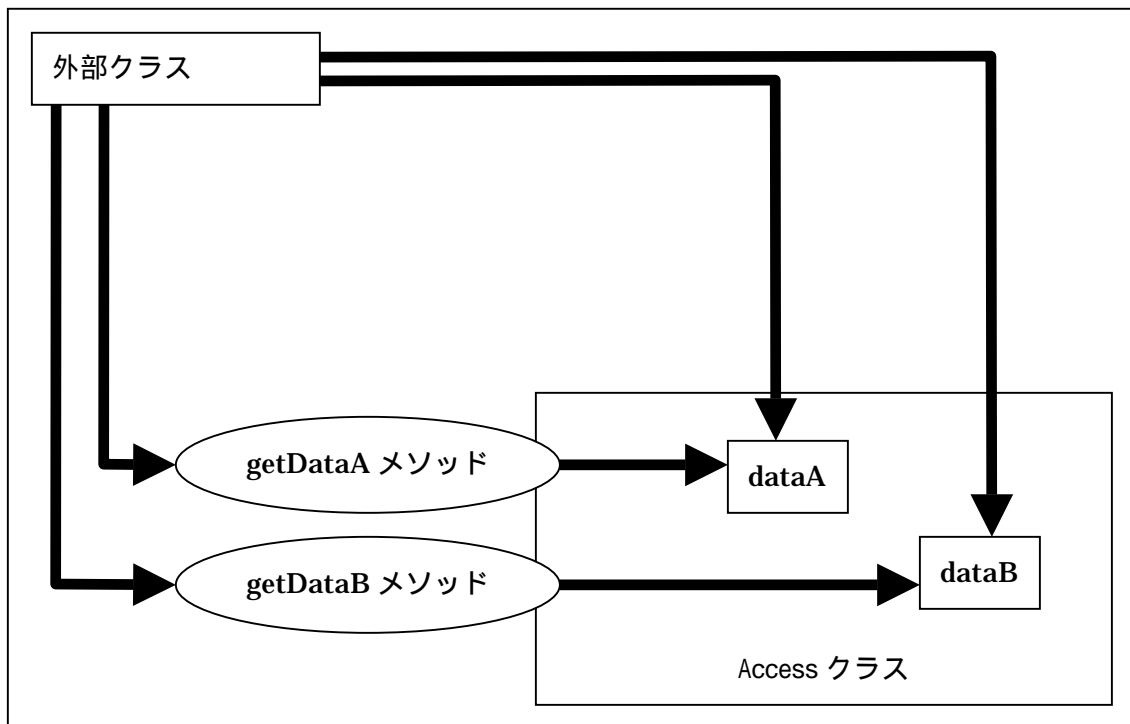 外部クラス
getDataA メソッド
dataA
getDataB メソッド
dataB
Access クラス